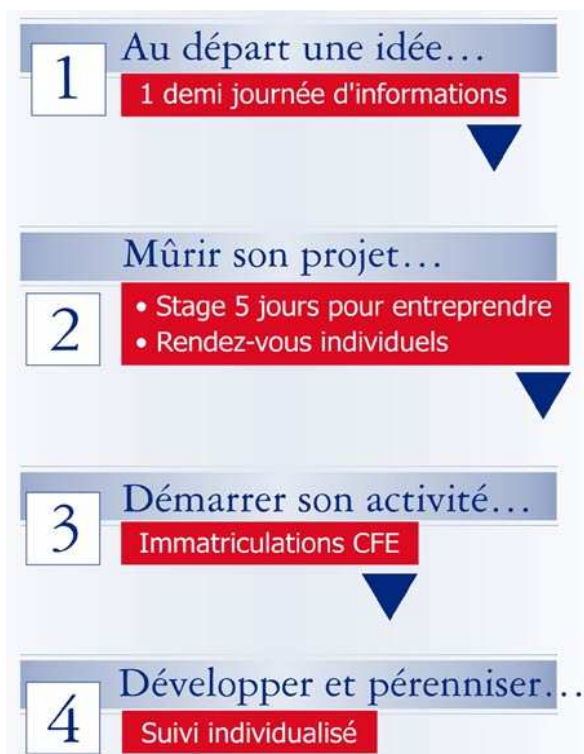 1
Au départ une idée...
1 demi journée d'informations
Mûrir son projet...
2
• Stage 5 jours pour entreprendre
• Rendez-vous individuels
3
Démarrer son activité...
Immatriculations CFE
4
Développer et pérenniser...
Suivi individualisé